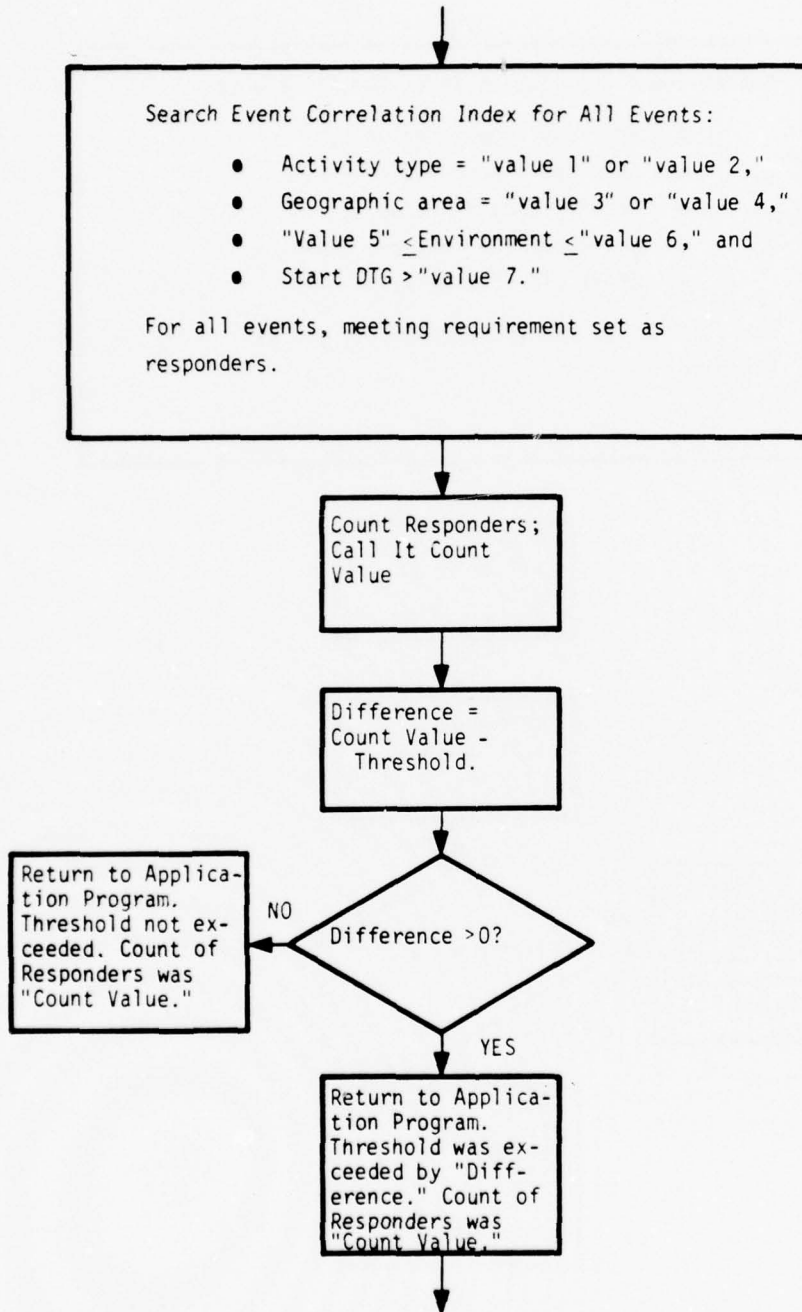 Search Event Correlation Index for All Events:
● Activity type = "value 1" or "value 2,"
● Geographic area = "value 3" or "value 4,"
● "Value 5" ≤ Environment ≤ "value 6," and
● Start DTG > "value 7."
For all events, meeting requirement set as
responders.
Count Responders;
Call It Count
Value
Difference =
Count Value -
Threshold.
Difference >0?
NO
Return to Applica-
tion Program.
Threshold not ex-
ceeded. Count of
Responders was
"Count Value."
YES
Return to Applica-
tion Program.
Threshold was ex-
ceeded by "Diff-
erence." Count of
Responders was
"Count Value."